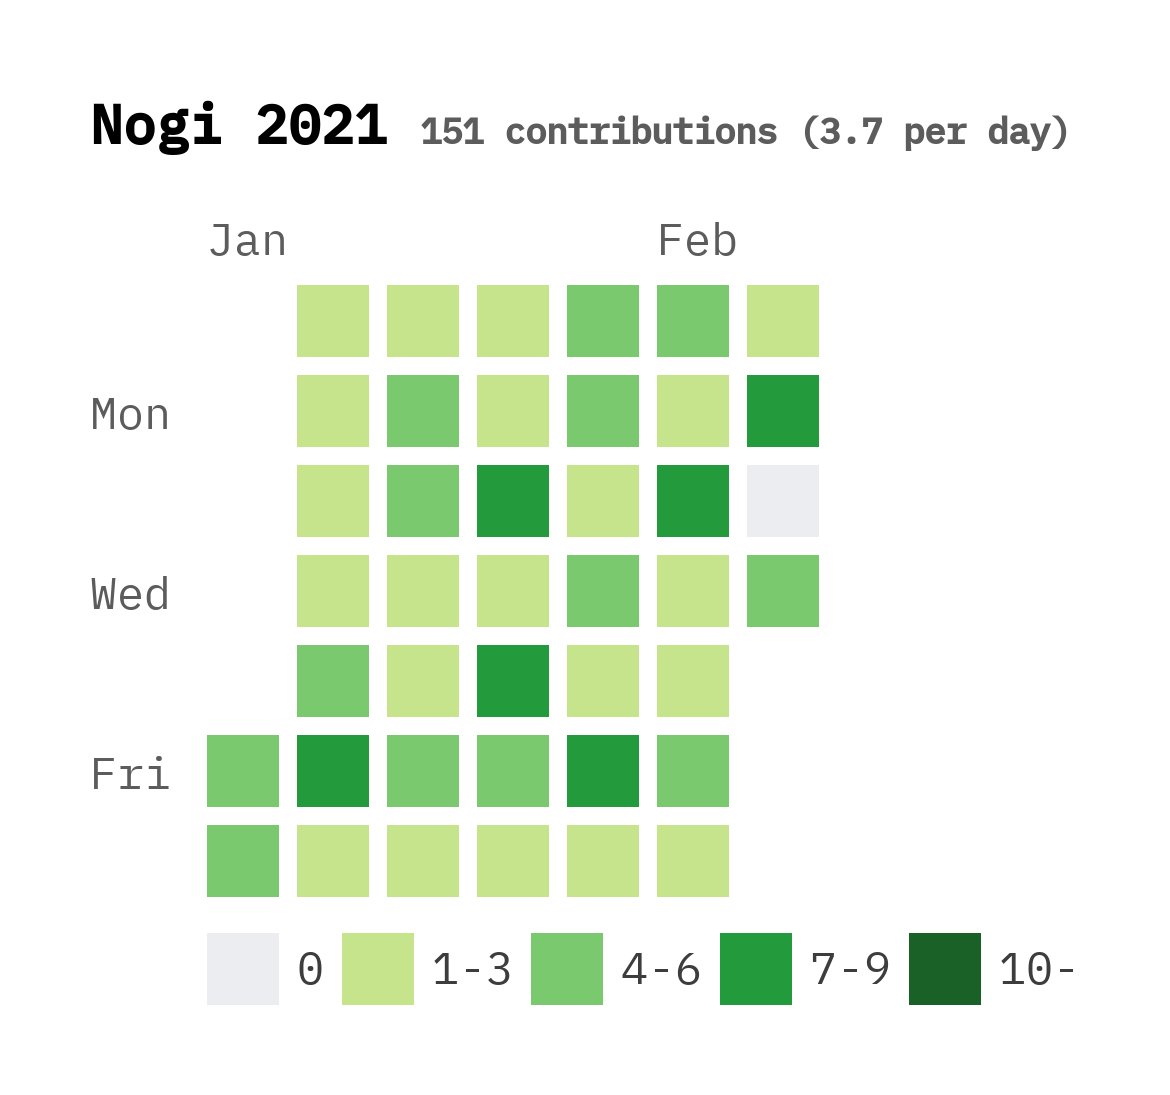 Nogi 2021 151 contributions (3.7 per day)
Jan Feb
Mon
Wed
Fri
0 1-3 4-6 7-9 10-